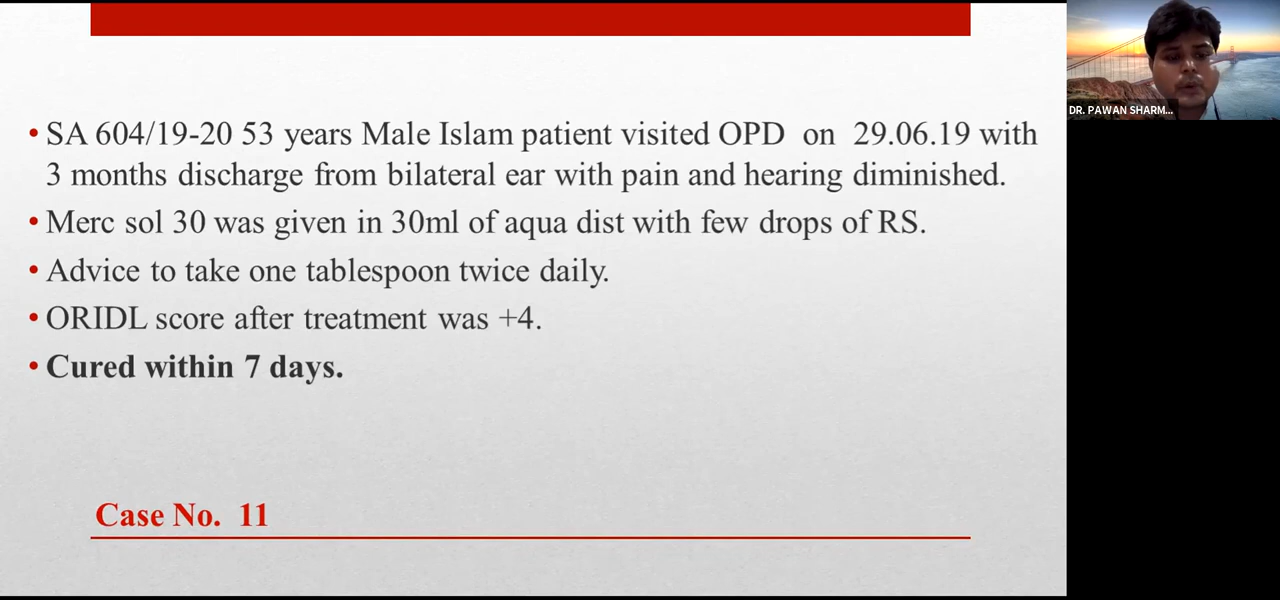 • SA 604/19-20 53 years Male Islam patient visited OPD on 29.06.19 with
3 months discharge from bilateral ear with pain and hearing diminished.
• Merc sol 30 was given in 30ml of aqua dist with few drops of RS.
• Advice to take one tablespoon twice daily.
• ORIDL score after treatment was +4.
• Cured within 7 days.
Case No. 11
DR. PAWAN SHARM...